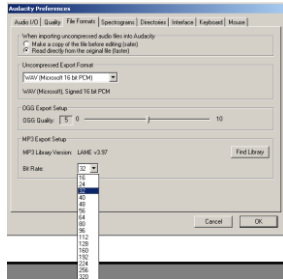 Audacity Preferences
Audio I/O Quality File Formats Spectrograms Directories Interface Keyboard Mouse
When importing uncompressed audio files into Audacity
Make a copy of the file before editing (safer)
Read directly from the original file (faster)
Uncompressed Export Format
WAV (Microsoft 16 bit PCM)
WAV (Microsoft), Signed 16 bit PCM
OGG Export Setup
OGG Quality: 5 0 10
MP3 Export Setup
MP3 Library Version: LAME v3.97 Find Library
Bit Rate: 32
16
24
32
40
48
56
64
80
96
112
128
160
192
224
256
320
Cancel OK